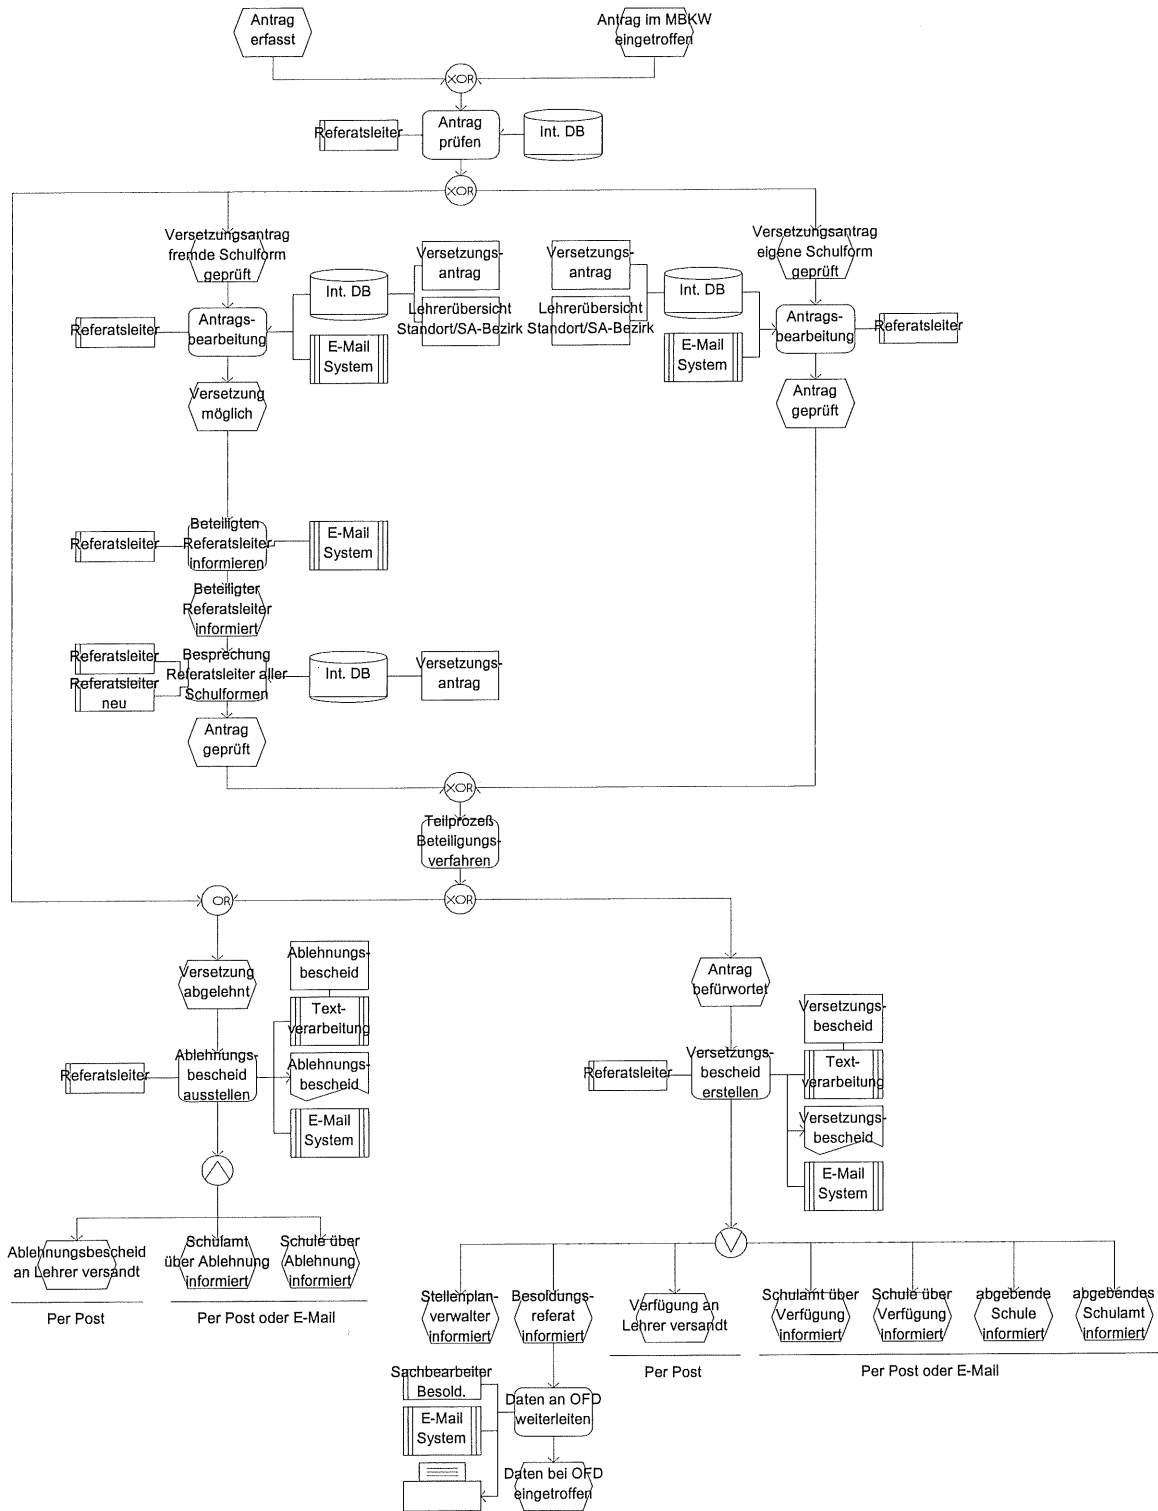 Antrag
erfasst
Antrag im MBKW
eingetroffen
XOR
Referatsleiter
Antrag
prüfen
Int. DB
XOR
Versetzungsantrag
fremde Schulform
geprüft
Versetzungs-
antrag
Versetzungs-
antrag
Versetzungsantrag
eigene Schulform
geprüft
Int. DB
Int. DB
Lehrerübersicht
Standort/SA-Bezirk
Lehrerübersicht
Standort/SA-Bezirk
Referatsleiter
Antrags-
bearbeitung
E-Mail
System
E-Mail
System
Antrags-
bearbeitung
Referatsleiter
Versetzung
möglich
Antrag
geprüft
Referatsleiter
Beteiligten
Referatsleiter
informieren
E-Mail
System
Beteiligter
Referatsleiter
informiert
Referatsleiter
Referatsleiter
neu
Besprechung
Referatsleiter aller
Schulformen
Int. DB
Versetzungs-
antrag
Antrag
geprüft
XOR
Teilprozeß
Beteiligungs-
verfahren
OR
XOR
Versetzung
abgelehnt
Ablehnungs-
bescheid
Text-
verarbeitung
Antrag
befürwortet
Versetzungs-
bescheid
Text-
verarbeitung
Referatsleiter
Ablehnungs-
bescheid
ausstellen
Ablehnungs-
bescheid
E-Mail
System
Referatsleiter
Versetzungs-
bescheid
erstellen
Versetzungs-
bescheid
E-Mail
System
Ablehnungsbescheid
an Lehrer versandt
Schulamt
über Ablehnung
informiert
Schule über
Ablehnung
informiert
Per Post
Per Post oder E-Mail
Stellenplan-
verwalter
informiert
Besoldungs-
referat
informiert
Verfügung an
Lehrer versandt
Schulamt über
Verfügung
informiert
Schule über
Verfügung
informiert
abgebende
Schule
informiert
abgebendes
Schulamt
informiert
Per Post
Per Post oder E-Mail
Sachbearbeiter
Besold.
E-Mail
System
Daten an OFD
weiterleiten
Daten bei OFD
eingetroffen